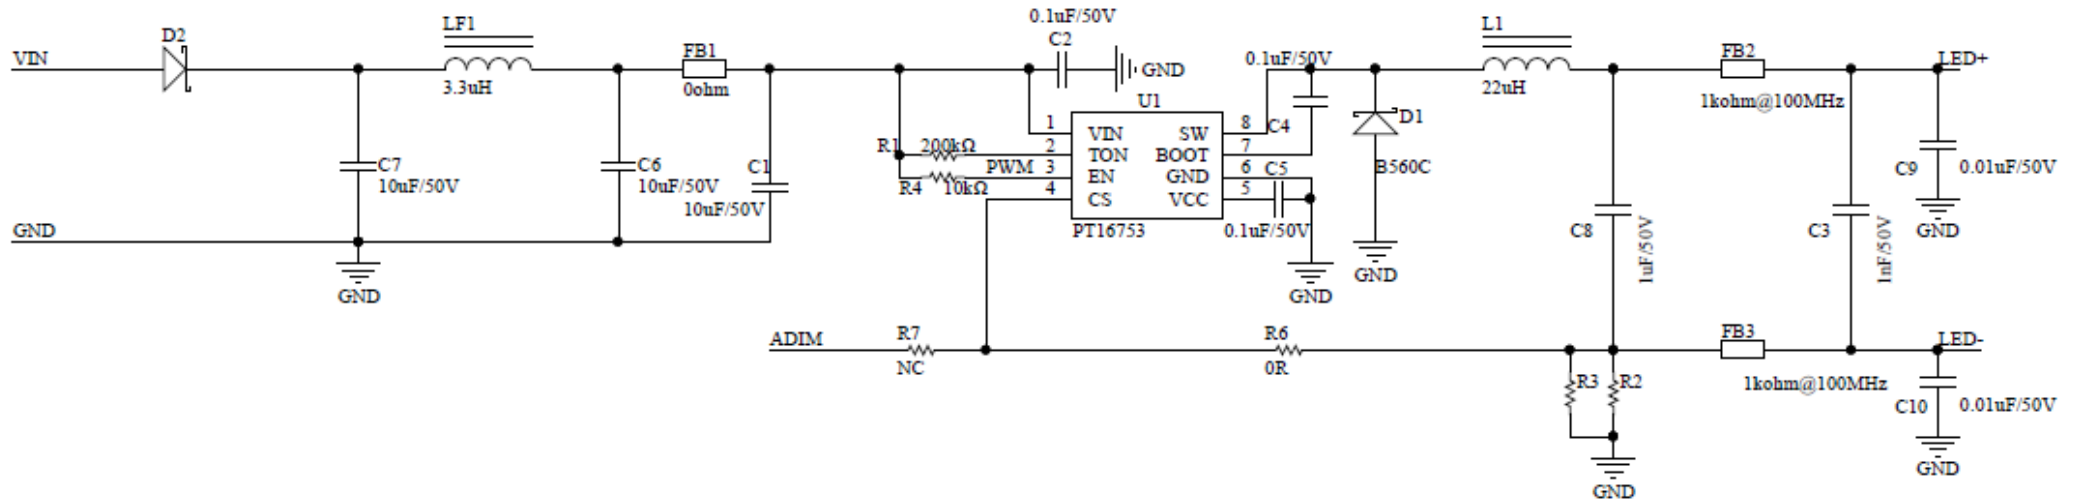 VIN
D2
LF1
3.3uH
FB1
0ohm
C7
10uF/50V
C6
10uF/50V
C1
10uF/50V
GND
GND
0.1uF/50V
C2
GND
U1
R1
200kΩ
PWM
R4
10kΩ
1
2
3
4
VIN
TON
EN
CS
SW
BOOT
GND
VCC
8
7
6
5
PT16753
0.1uF/50V
C4
C5
0.1uF/50V
GND
D1
B560C
GND
L1
22uH
FB2
1kohm@100MHz
LED+
C9
0.01uF/50V
GND
C8
1uF/50V
C3
1nF/50V
ADIM
R7
NC
R6
0R
R3
R2
GND
FB3
1kohm@100MHz
LED-
C10
0.01uF/50V
GND